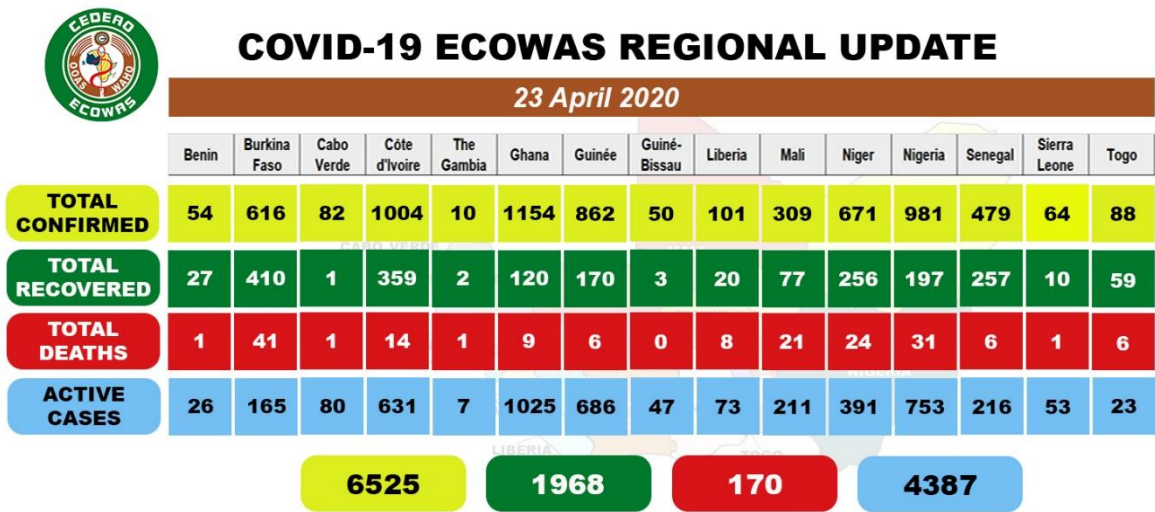 CEDEAO
OOAS WAHO
ECOWAS
COVID-19 ECOWAS REGIONAL UPDATE
23 April 2020
Benin Burkina Faso Cabo Verde Côte d'Ivoire The Gambia Ghana Guinée Guiné-Bissau Liberia Mali Niger Nigeria Senegal Sierra Leone Togo
TOTAL CONFIRMED 54 616 82 1004 10 1154 862 50 101 309 671 981 479 64 88
CABO VERDE
TOTAL RECOVERED 27 410 1 359 2 120 170 3 20 77 256 197 257 10 59
TOTAL DEATHS 1 41 1 14 1 9 6 0 8 21 24 31 6 1 6
NIGERIA
ACTIVE CASES 26 165 80 631 7 1025 686 47 73 211 391 753 216 53 23
LIBERIA TOGO
6525 1968 170 4387